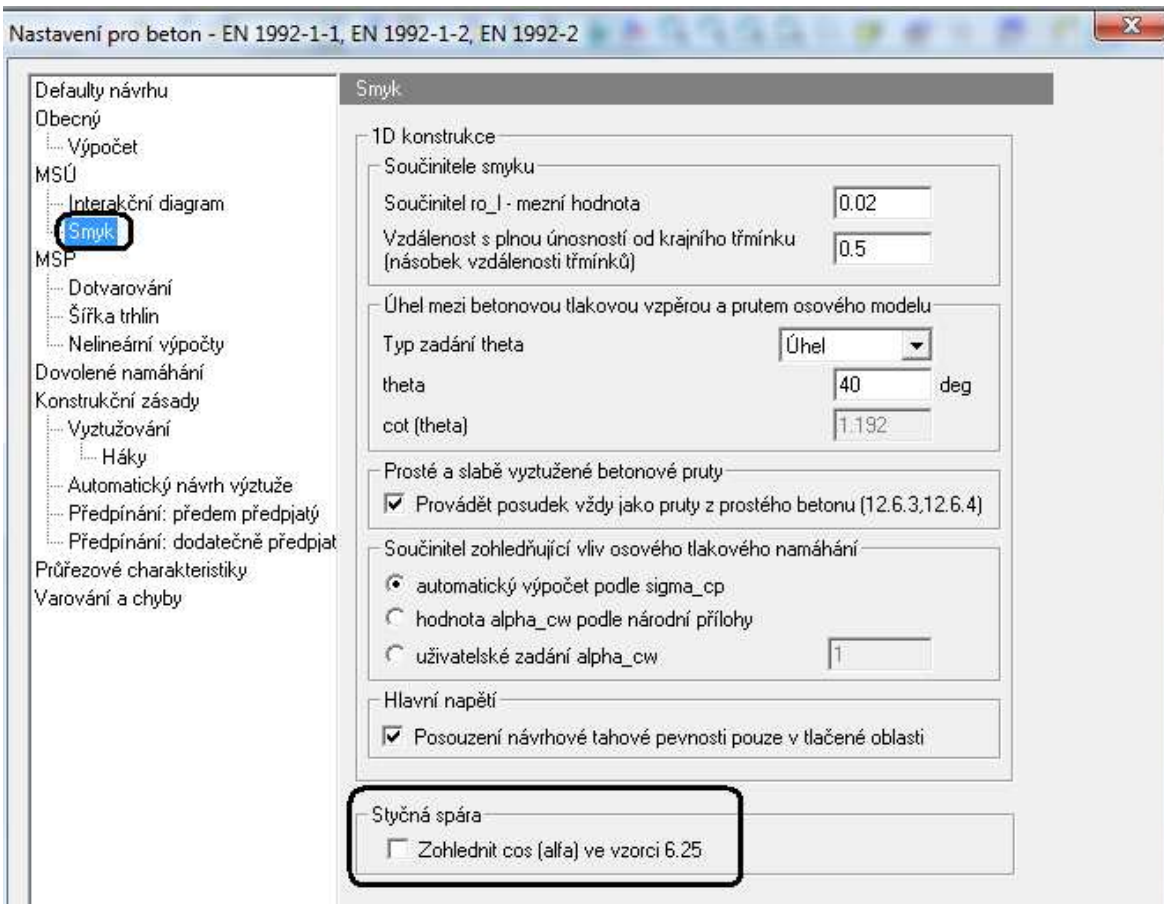 Nastavení pro beton - EN 1992-1-1, EN 1992-1-2, EN 1992-2
Defaulty návrhu
Obecný
Výpočet
MSÚ
Interakční diagram
Smyk
MSP
Dotvarování
Šířka trhlin
Nelineární výpočty
Dovolené namáhání
Konstrukční zásady
Vyztužování
Háky
Automatický návrh výztuže
Předpínání: předem předpjatý
Předpínání: dodatečně předpjat
Průřezové charakteristiky
Varování a chyby
Smyk
1D konstrukce
Součinitele smyku
Součinitel ro_l - mezní hodnota 0.02
Vzdálenost s plnou únosností od krajního třmínku
(násobek vzdálenosti třmínků) 0.5
Úhel mezi betonovou tlakovou vzpěrou a prutem osového modelu
Typ zadání theta Úhel
theta 40 deg
cot (theta) 1.192
Prosté a slabě vyztužené betonové pruty
Provádět posudek vždy jako pruty z prostého betonu (12.6.3,12.6.4)
Součinitel zohledňující vliv osového tlakového namáhání
automatický výpočet podle sigma_cp
hodnota alpha_cw podle národní přílohy
uživatelské zadání alpha_cw 1
Hlavní napětí
Posouzení návrhové tahové pevnosti pouze v tlačené oblasti
Styčná spára
Zohlednit cos (alfa) ve vzorci 6.25